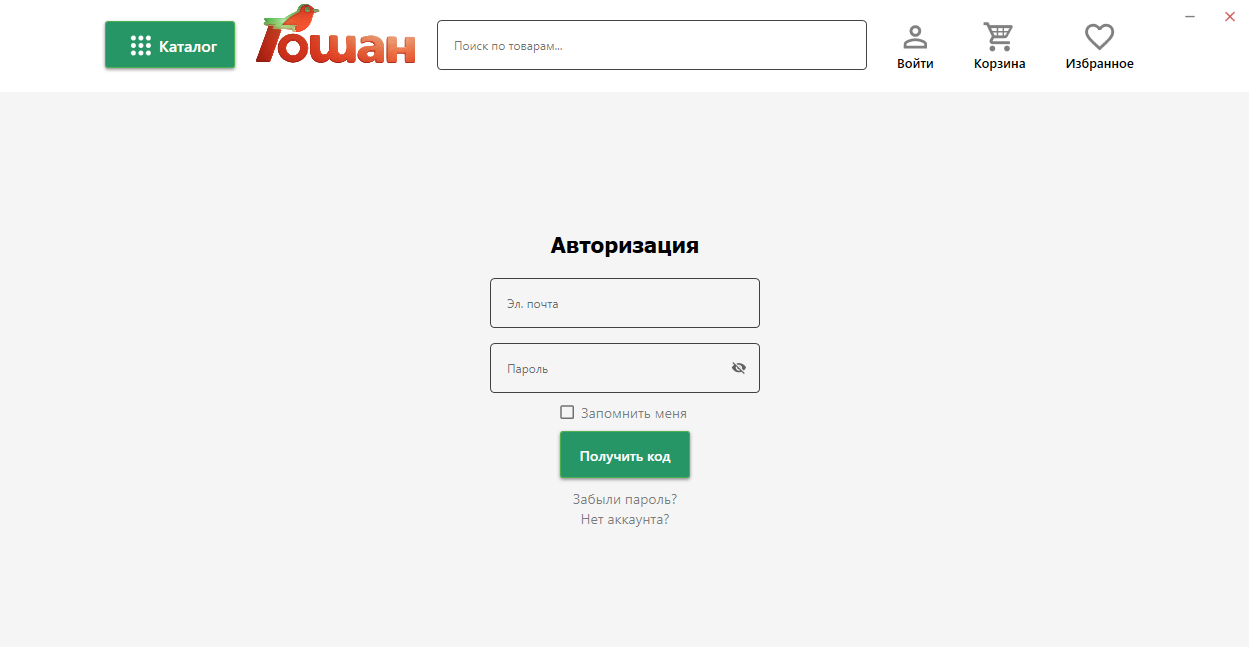 Каталог
Гошан
Поиск по товарам...
Войти
Корзина
Избранное
Авторизация
Эл. почта
Пароль
Запомнить меня
Получить код
Забыли пароль?
Нет аккаунта?